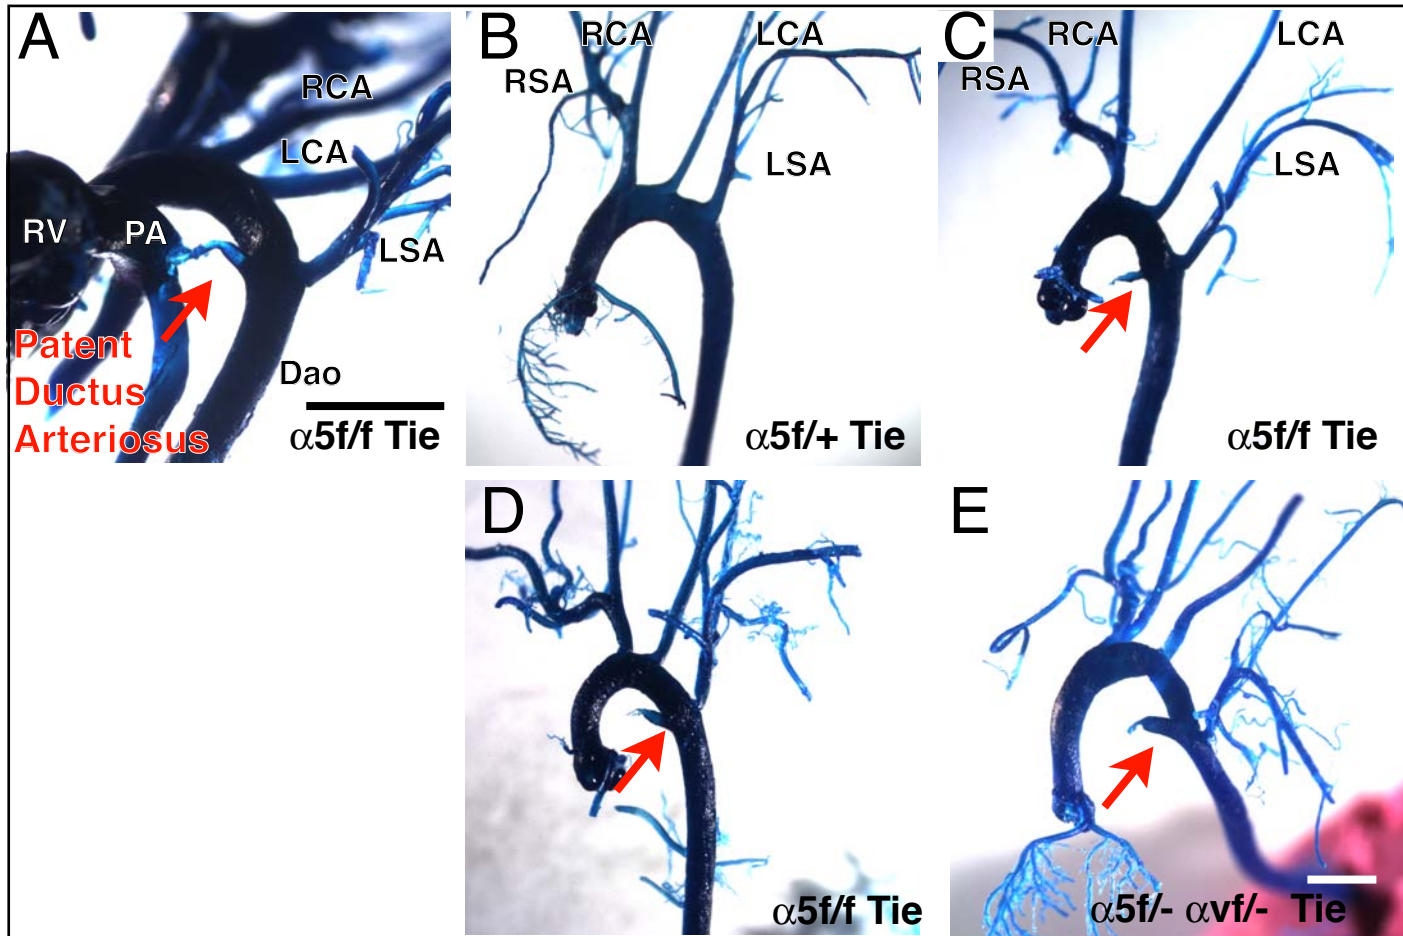 A
RCA
LCA
RV
PA
LSA
Patent
Ductus
Arteriosus
Dao
α5f/f Tie
B
RCA
LCA
RSA
LSA
α5f/+ Tie
C
RCA
LCA
RSA
LSA
α5f/f Tie
D
α5f/f Tie
E
α5f/- αvf/- Tie